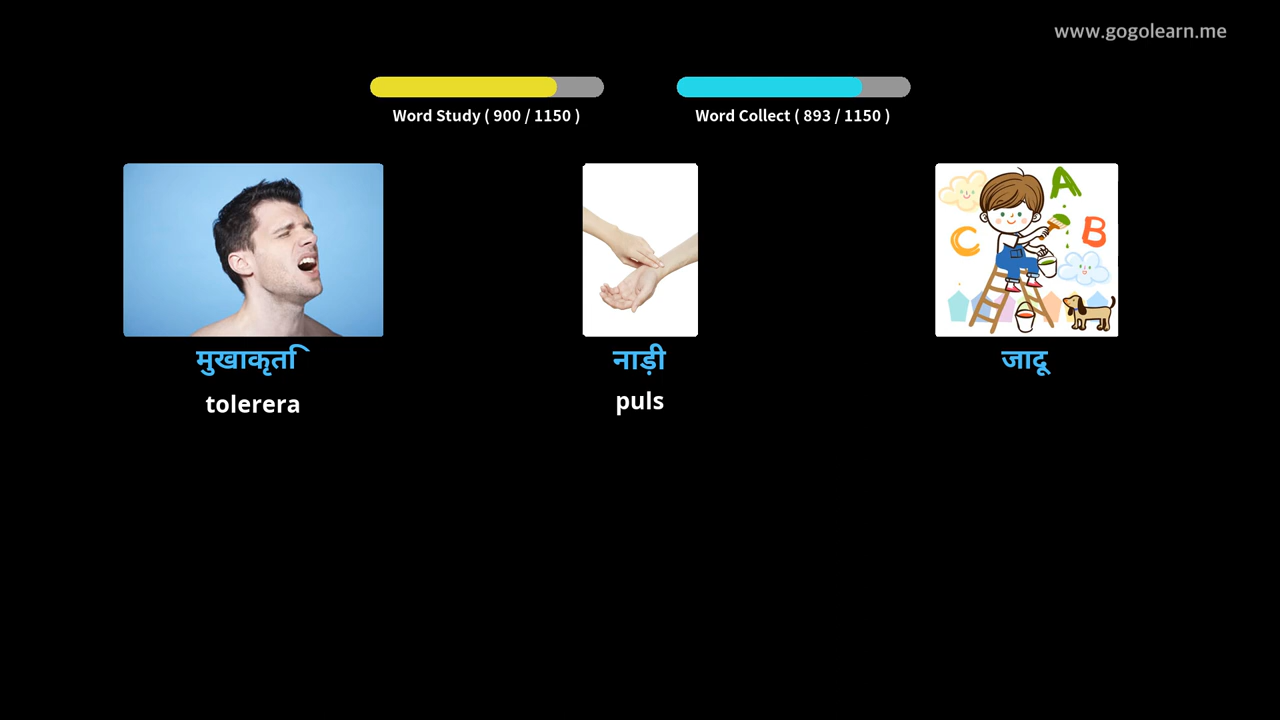 www.gogolearn.me
Word Study ( 900 / 1150 )
Word Collect ( 893 / 1150 )
मुखाकृति
नाड़ी
जादू
tolerera
puls
A
B
C